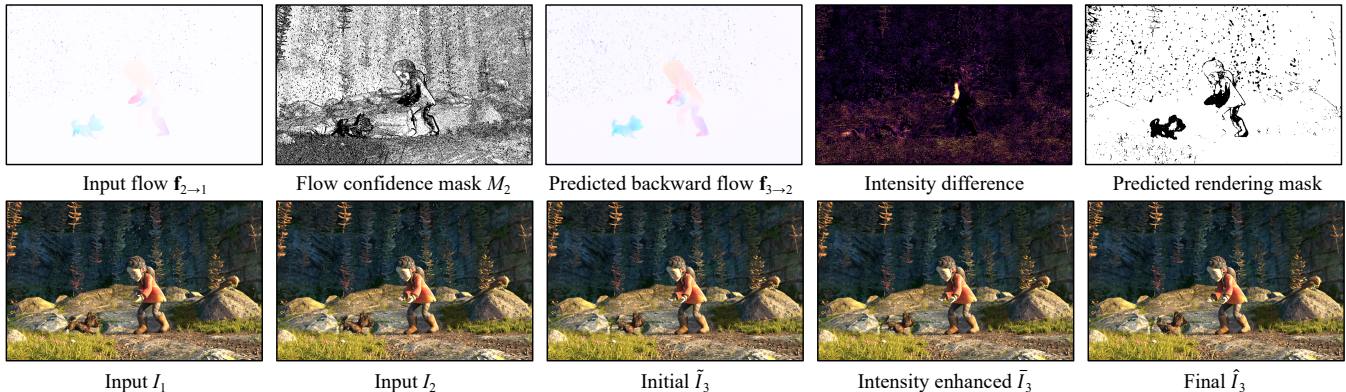 Input flow f₂→₁ Flow confidence mask M₂ Predicted backward flow f₃→₂ Intensity difference Predicted rendering mask
Input I₁ Input I₂ Initial Ĩ₃ Intensity enhanced Ī₃ Final Î₃